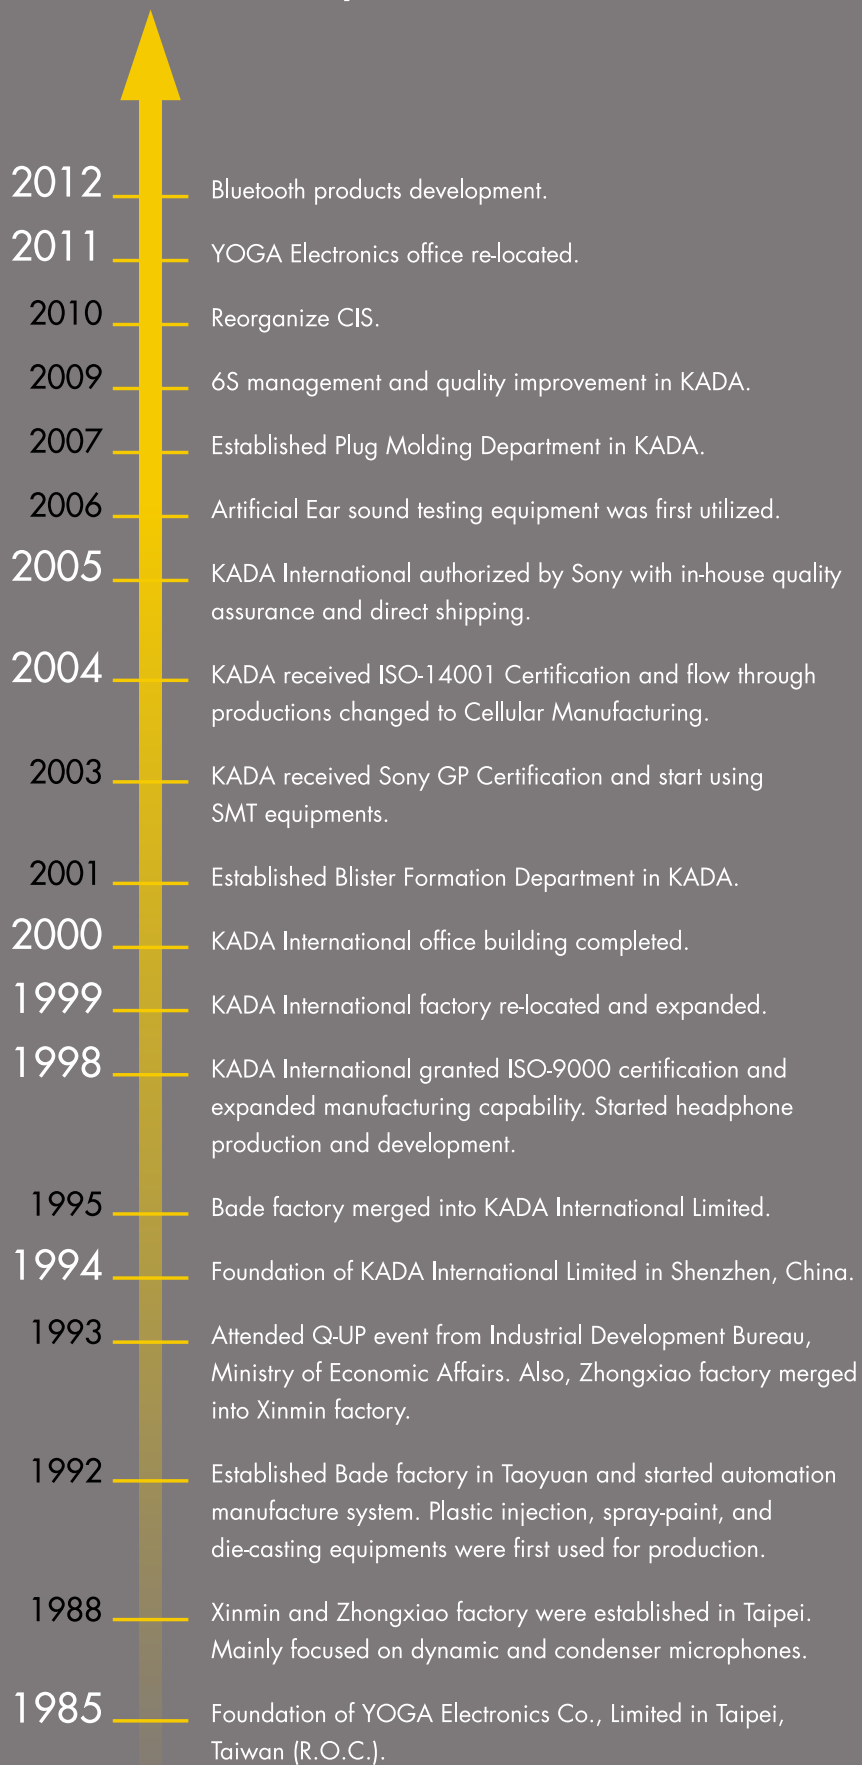 2012
Bluetooth products development.
2011
YOGA Electronics office re-located.
2010
Reorganize CIS.
2009
6S management and quality improvement in KADA.
2007
Established Plug Molding Department in KADA.
2006
Artificial Ear sound testing equipment was first utilized.
2005
KADA International authorized by Sony with in-house quality
assurance and direct shipping.
2004
KADA received ISO-14001 Certification and flow through
productions changed to Cellular Manufacturing.
2003
KADA received Sony GP Certification and start using
SMT equipments.
2001
Established Blister Formation Department in KADA.
2000
KADA International office building completed.
1999
KADA International factory re-located and expanded.
1998
KADA International granted ISO-9000 certification and
expanded manufacturing capability. Started headphone
production and development.
1995
Bade factory merged into KADA International Limited.
1994
Foundation of KADA International Limited in Shenzhen, China.
1993
Attended Q-UP event from Industrial Development Bureau,
Ministry of Economic Affairs. Also, Zhongxiao factory merged
into Xinmin factory.
1992
Established Bade factory in Taoyuan and started automation
manufacture system. Plastic injection, spray-paint, and
die-casting equipments were first used for production.
1988
Xinmin and Zhongxiao factory were established in Taipei.
Mainly focused on dynamic and condenser microphones.
1985
Foundation of YOGA Electronics Co., Limited in Taipei,
Taiwan (R.O.C.).